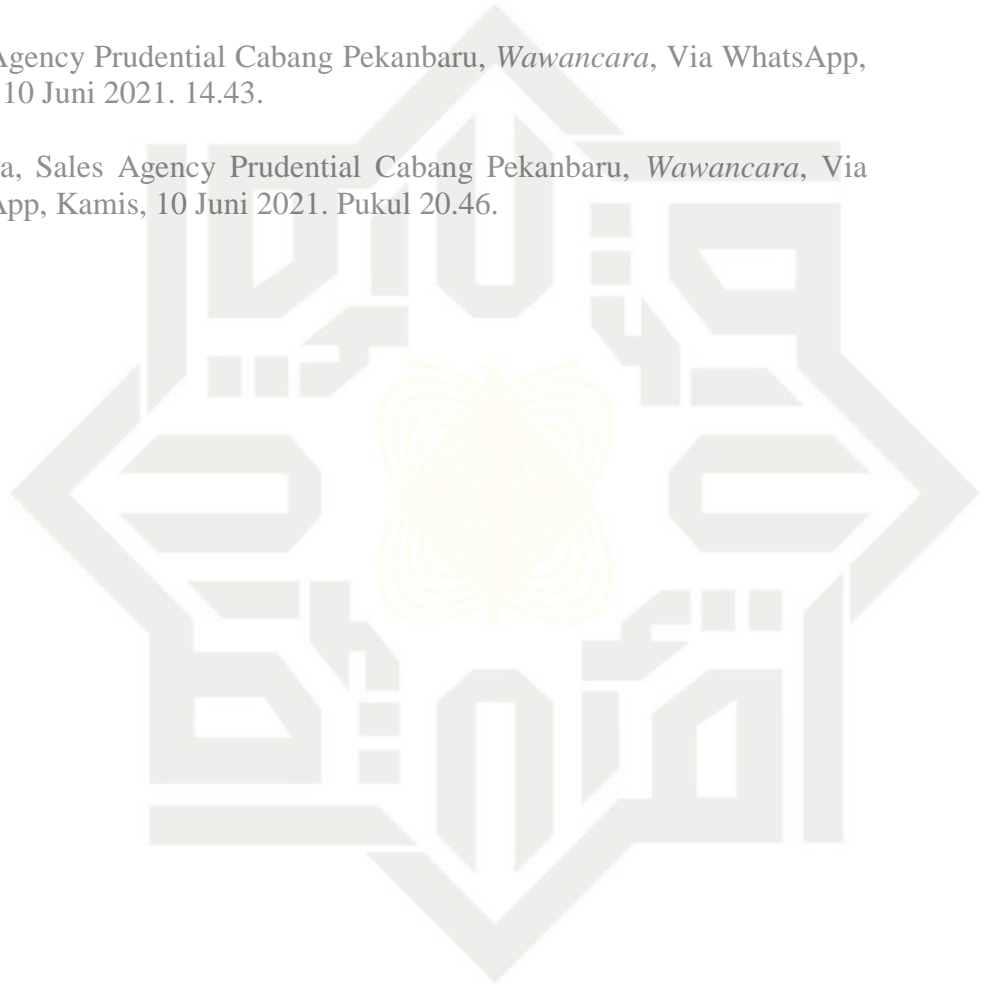 Agency Prudential Cabang Pekanbaru, Wawancara, Via WhatsApp,
10 Juni 2021. 14.43.
Sales Agency Prudential Cabang Pekanbaru, Wawancara, Via
Kamis, 10 Juni 2021. Pukul 20.46.